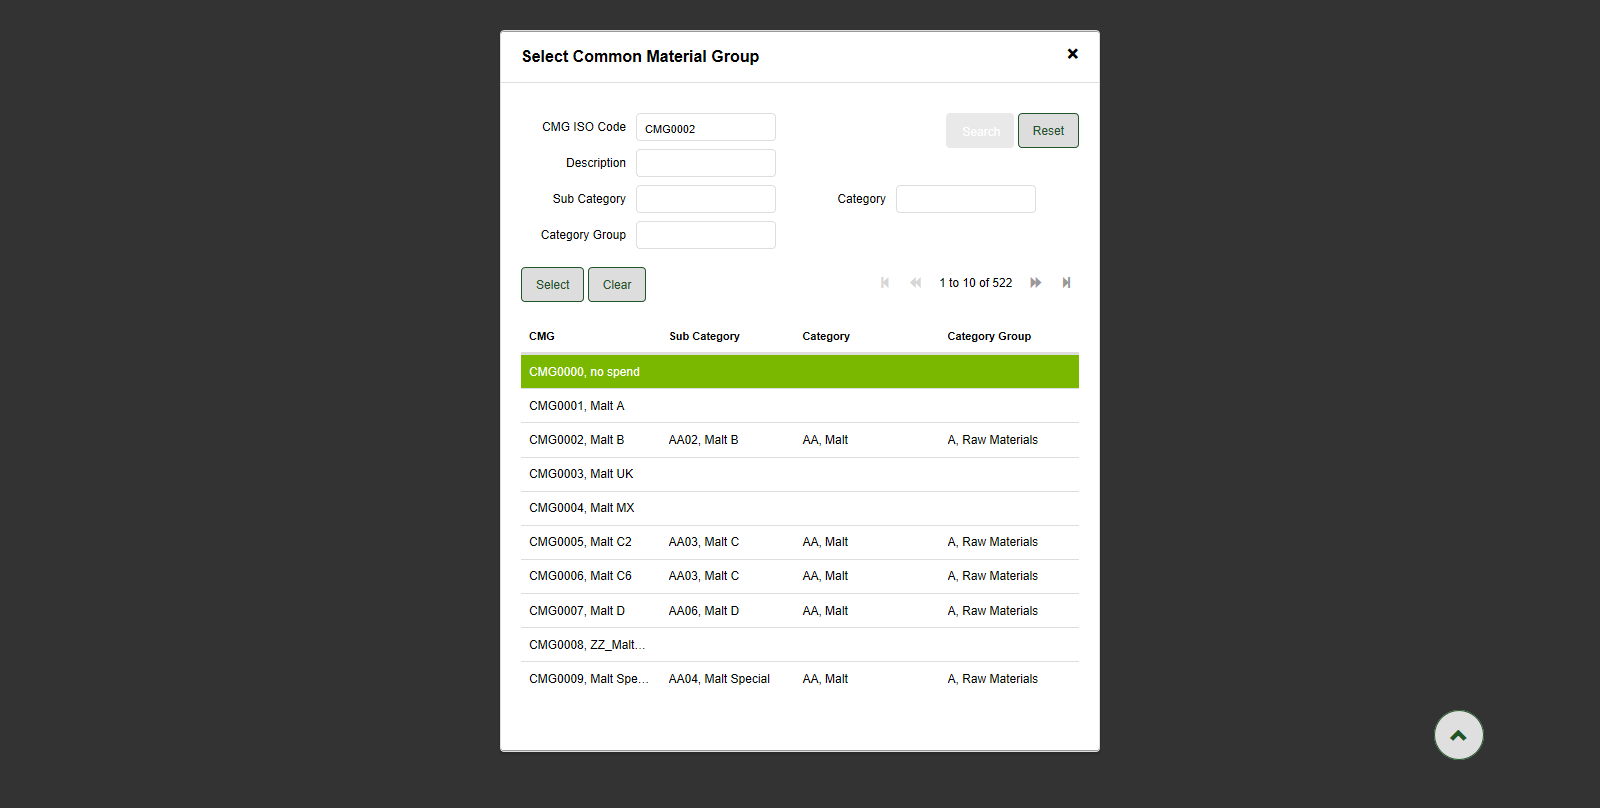 Select Common Material Group
CMG ISO Code CMG0002 Search Reset
Description
Sub Category Category
Category Group
Select Clear 1 to 10 of 522
CMG Sub Category Category Category Group
CMG0000, no spend
CMG0001, Malt A
CMG0002, Malt B AA02, Malt B AA, Malt A, Raw Materials
CMG0003, Malt UK
CMG0004, Malt MX
CMG0005, Malt C2 AA03, Malt C AA, Malt A, Raw Materials
CMG0006, Malt C6 AA03, Malt C AA, Malt A, Raw Materials
CMG0007, Malt D AA06, Malt D AA, Malt A, Raw Materials
CMG0008, ZZ_Malt...
CMG0009, Malt Spe... AA04, Malt Special AA, Malt A, Raw Materials